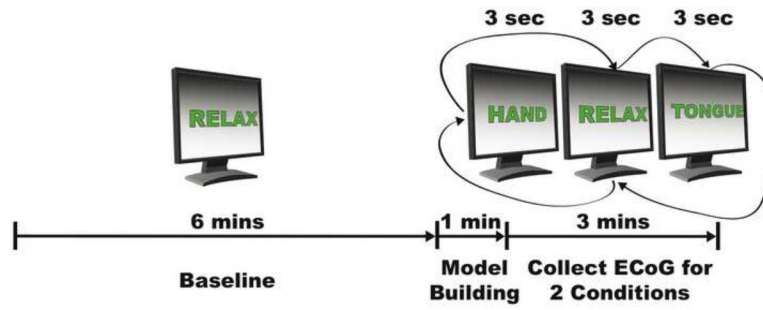 3 sec 3 sec 3 sec
RELAX
HAND
RELAX
TONGUE
6 mins
1 min
3 mins
Baseline
Model
Building
Collect ECoG for
2 Conditions